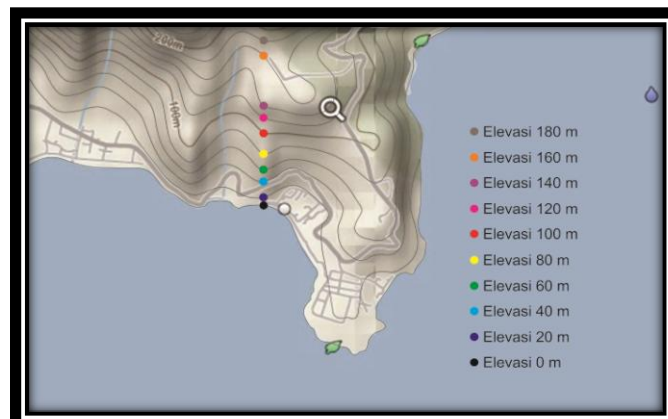 200m
100m
Elevasi 180 m
Elevasi 160 m
Elevasi 140 m
Elevasi 120 m
Elevasi 100 m
Elevasi 80 m
Elevasi 60 m
Elevasi 40 m
Elevasi 20 m
Elevasi 0 m